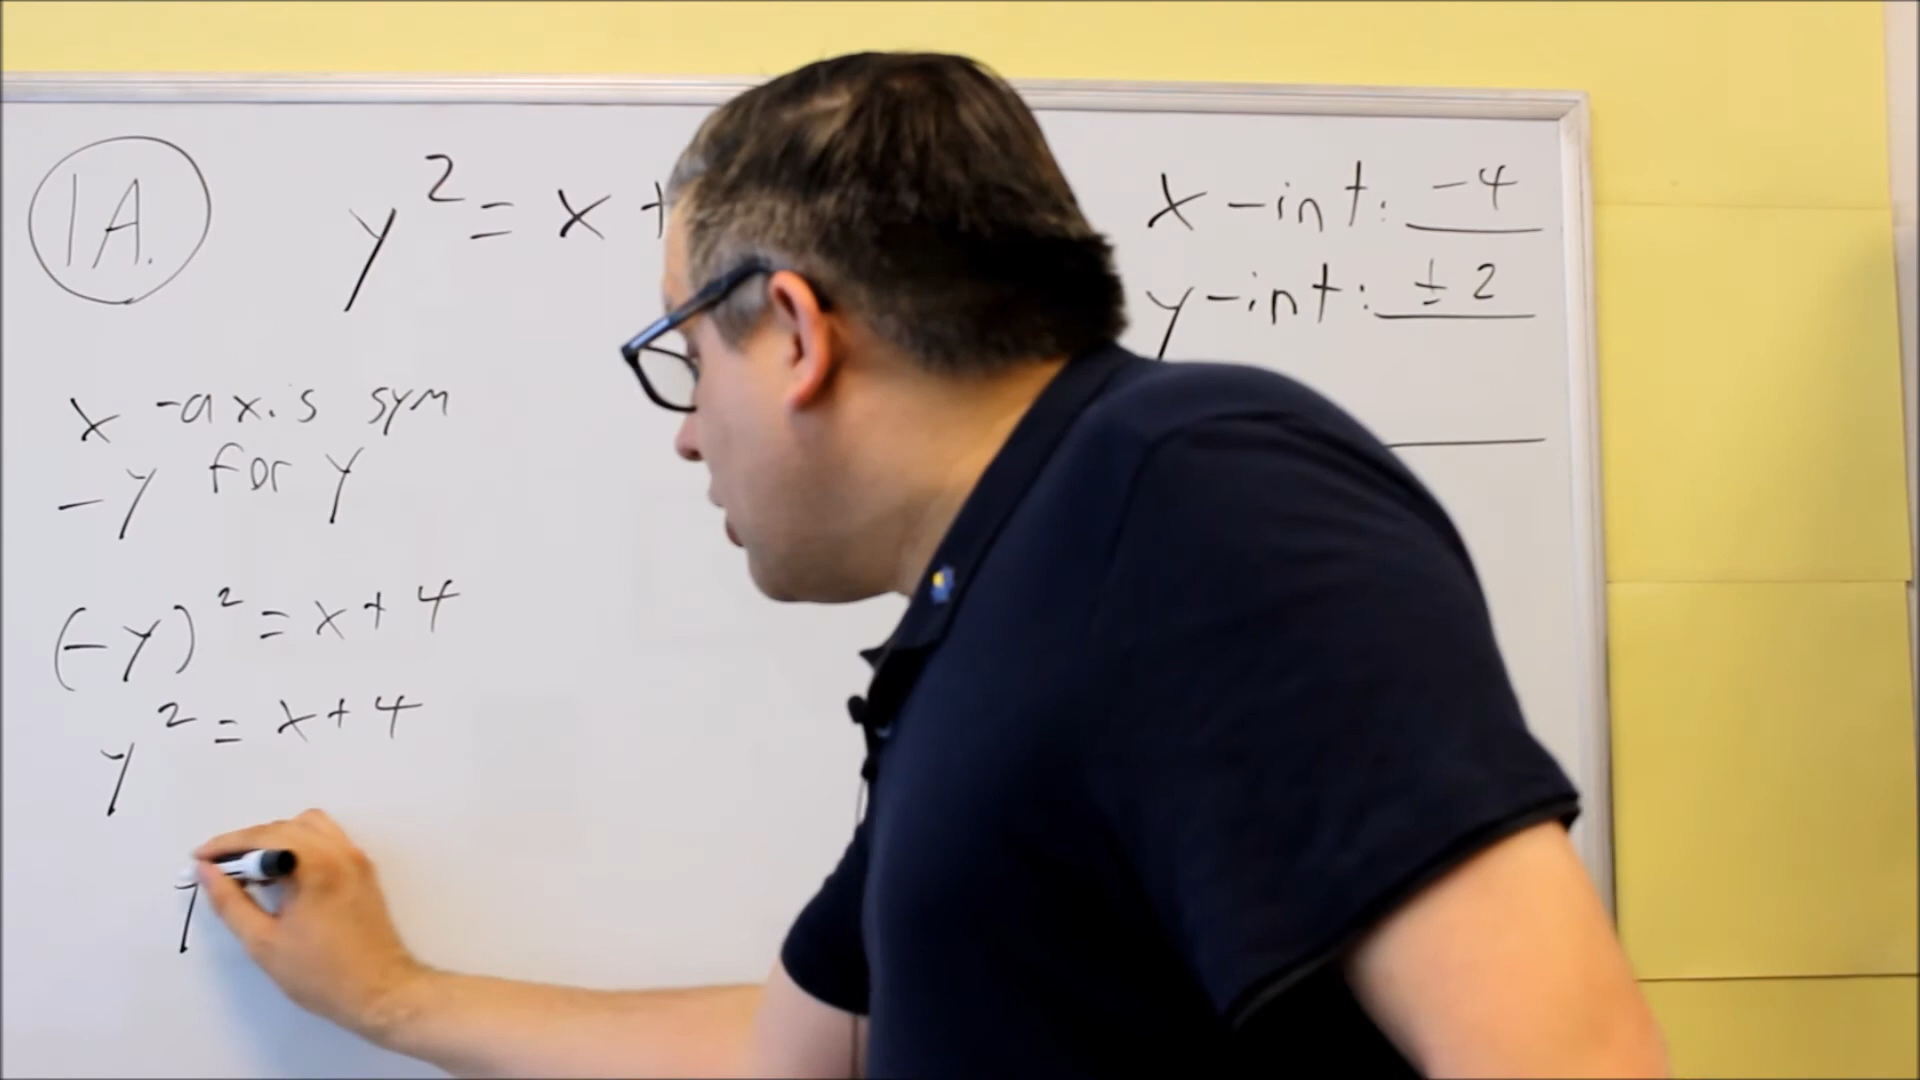 1A.
y² = x +
x-int: -4
y-int: ± 2
x-axis sym
-y for y
(-y)² = x + 4
y² = x + 4